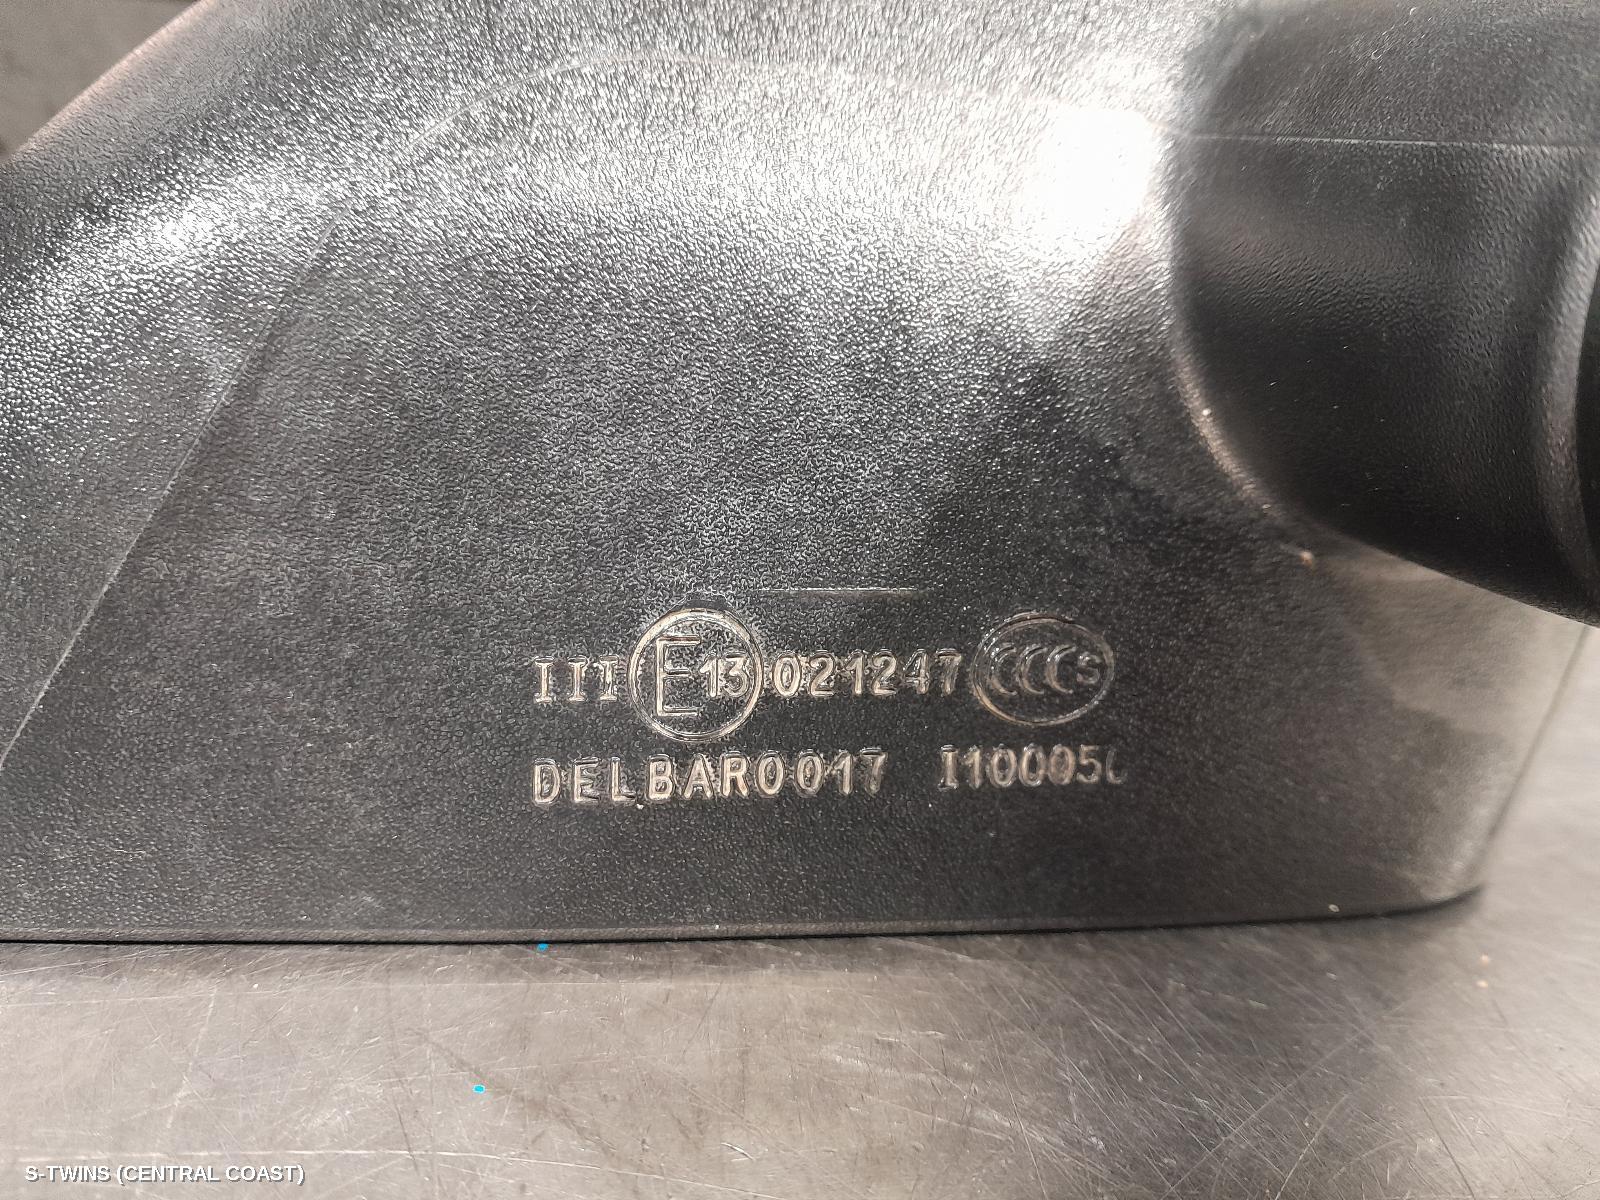 III E13 021247 CCCS
DELBAR0017
S-TWINS (CENTRAL COAST)